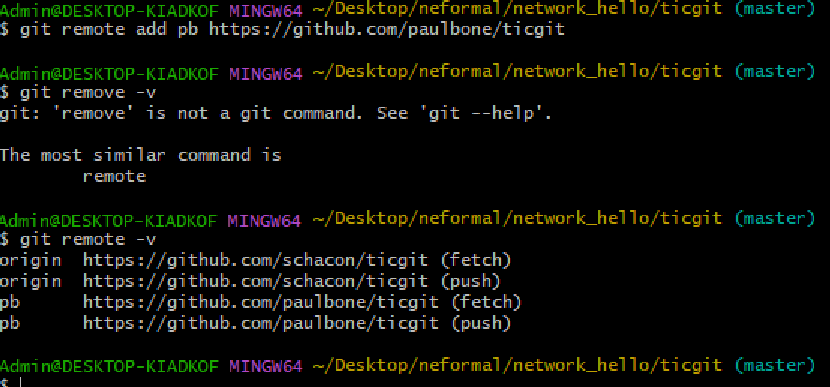 Admin@DESKTOP-KIADKOF MINGW64 ~/Desktop/neformal/network_hello/ticgit (master)
$ git remote add pb https://github.com/paulbone/ticgit
Admin@DESKTOP-KIADKOF MINGW64 ~/Desktop/neformal/network_hello/ticgit (master)
$ git remove -v
git: 'remove' is not a git command. See 'git --help'.
The most similar command is
remote
Admin@DESKTOP-KIADKOF MINGW64 ~/Desktop/neformal/network_hello/ticgit (master)
$ git remote -v
origin https://github.com/schacon/ticgit (fetch)
origin https://github.com/schacon/ticgit (push)
pb https://github.com/paulbone/ticgit (fetch)
pb https://github.com/paulbone/ticgit (push)
Admin@DESKTOP-KIADKOF MINGW64 ~/Desktop/neformal/network_hello/ticgit (master)
$